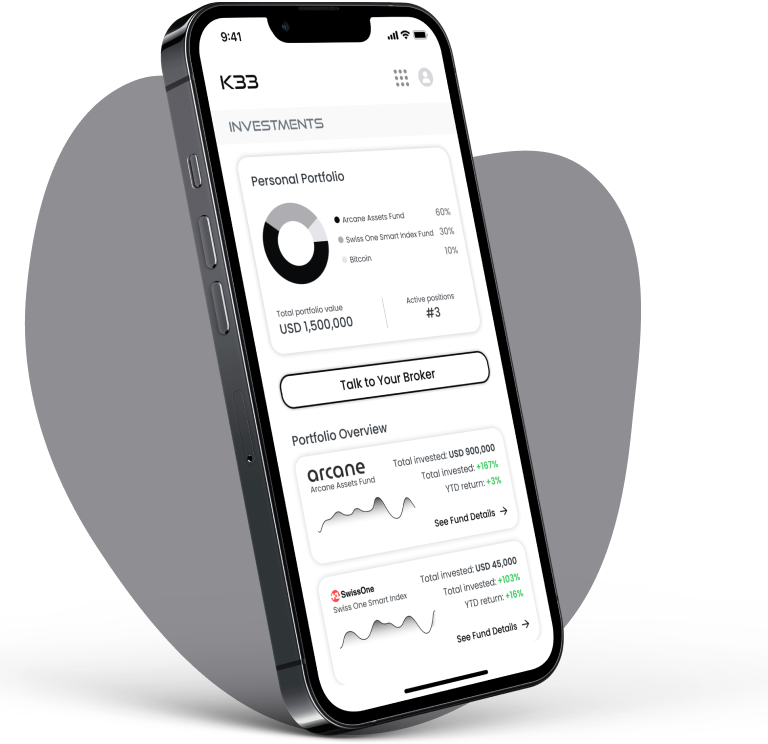 9:41
K33
INVESTMENTS
Personal Portfolio
Arcane Assets Fund 60%
Swiss One Smart Index Fund 30%
Bitcoin 10%
Total portfolio value
USD 1,500,000
Active positions
#3
Talk to Your Broker
Portfolio Overview
arcane
Arcane Assets Fund
Total invested: USD 900,000
Total invested: +167%
YTD return: +3%
See Fund Details →
SwissOne
Swiss One Smart Index
Total invested: USD 45,000
Total invested: +103%
YTD return: +16%
See Fund Details →